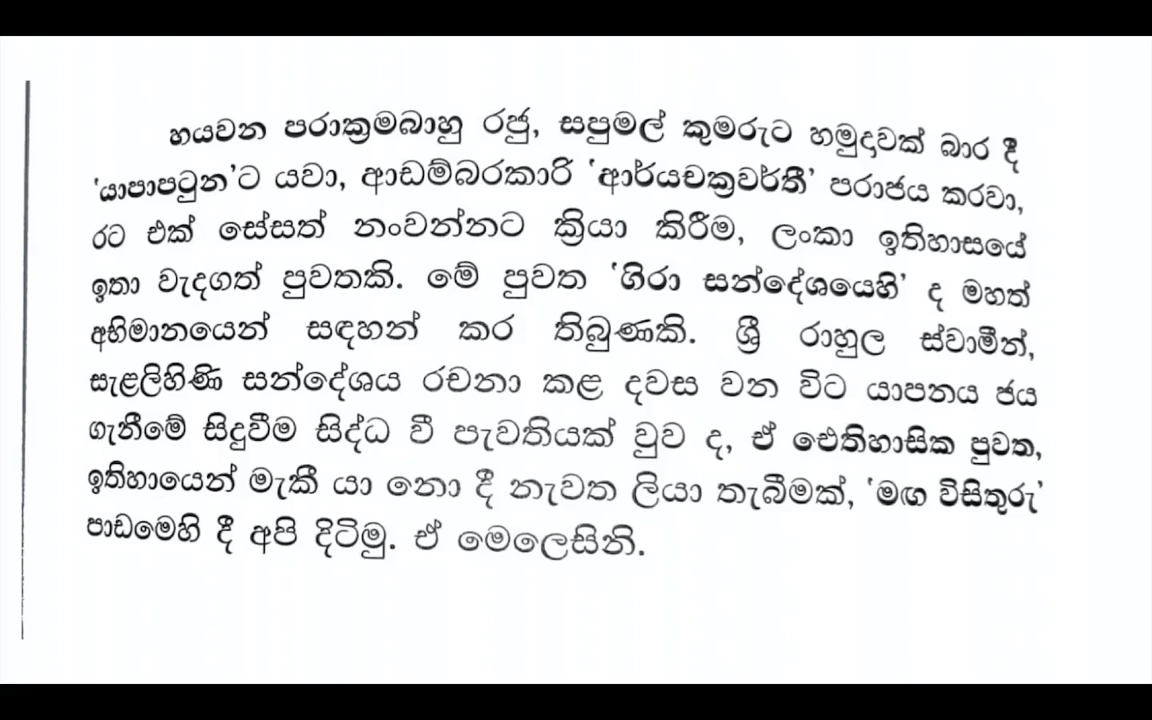 හයවන පරාක්‍රමබාහු රජු, සපුමල් කුමරුට හමුදාවක් බාර දී
‘යාපාපටුන’ට යවා, ආඩම්බරකාරි ‘ආර්යචක්‍රවර්තී’ පරාජය කරවා,
රට එක් සේසත් නංවන්නට ක්‍රියා කිරීම, ලංකා ඉතිහාසයේ
ඉතා වැදගත් පුවතකි. මේ පුවත ‘ගිරා සන්දේශයෙහි’ ද මහත්
අභිමානයෙන් සඳහන් කර තිබුණකි. ශ්‍රී රාහුල ස්වාමීන්,
සැළලිහිණි සන්දේශය රචනා කළ දවස වන විට යාපනය ජය
ගැනීමේ සිදුවීම සිද්ධ වී පැවතියක් වුව ද, ඒ ඓතිහාසික පුවත,
ඉතිහායෙන් මැකී යා නො දී නැවත ලියා තැබීමක්, ‘මඟ විසිතුරු’
පාඩමෙහි දී අපි දිටිමු. ඒ මෙලෙසිනි.